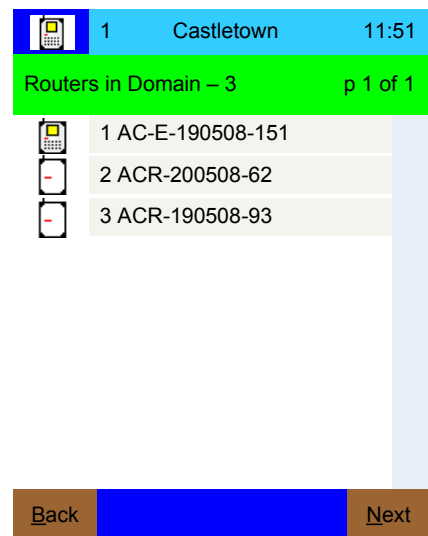 1 Castletown 11:51
Routers in Domain – 3 p 1 of 1
1 AC-E-190508-151
2 ACR-200508-62
3 ACR-190508-93
Back Next